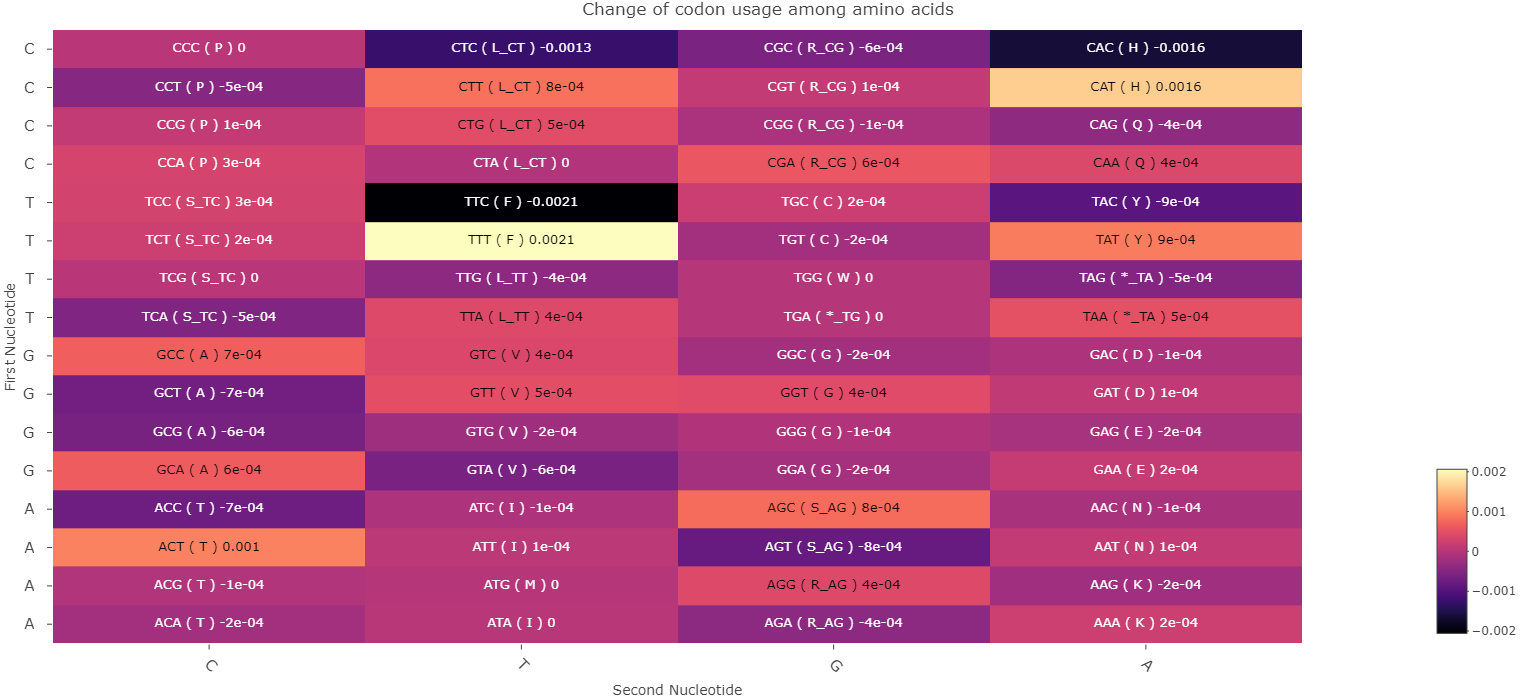 Change of codon usage among amino acids
C CCC ( P ) 0 CTC ( L_CT ) -0.0013 CGC ( R_CG ) -6e-04 CAC ( H ) -0.0016
C CCT ( P ) -5e-04 CTT ( L_CT ) 8e-04 CGT ( R_CG ) 1e-04 CAT ( H ) 0.0016
C CCG ( P ) 1e-04 CTG ( L_CT ) 5e-04 CGG ( R_CG ) -1e-04 CAG ( Q ) -4e-04
C CCA ( P ) 3e-04 CTA ( L_CT ) 0 CGA ( R_CG ) 6e-04 CAA ( Q ) 4e-04
T TCC ( S_TC ) 3e-04 TTC ( F ) -0.0021 TGC ( C ) 2e-04 TAC ( Y ) -9e-04
T TCT ( S_TC ) 2e-04 TTT ( F ) 0.0021 TGT ( C ) -2e-04 TAT ( Y ) 9e-04
T TCG ( S_TC ) 0 TTG ( L_TT ) -4e-04 TGG ( W ) 0 TAG ( *_TA ) -5e-04
T TCA ( S_TC ) -5e-04 TTA ( L_TT ) 4e-04 TGA ( *_TG ) 0 TAA ( *_TA ) 5e-04
G GCC ( A ) 7e-04 GTC ( V ) 4e-04 GGC ( G ) -2e-04 GAC ( D ) -1e-04
G GCT ( A ) -7e-04 GTT ( V ) 5e-04 GGT ( G ) 4e-04 GAT ( D ) 1e-04
G GCG ( A ) -6e-04 GTG ( V ) -2e-04 GGG ( G ) -1e-04 GAG ( E ) -2e-04
G GCA ( A ) 6e-04 GTA ( V ) -6e-04 GGA ( G ) -2e-04 GAA ( E ) 2e-04
A ACC ( T ) -7e-04 ATC ( I ) -1e-04 AGC ( S_AG ) 8e-04 AAC ( N ) -1e-04
A ACT ( T ) 0.001 ATT ( I ) 1e-04 AGT ( S_AG ) -8e-04 AAT ( N ) 1e-04
A ACG ( T ) -1e-04 ATG ( M ) 0 AGG ( R_AG ) 4e-04 AAG ( K ) -2e-04
A ACA ( T ) -2e-04 ATA ( I ) 0 AGA ( R_AG ) -4e-04 AAA ( K ) 2e-04
C T G A
Second Nucleotide
First Nucleotide
0.002
0.001
0
−0.001
−0.002